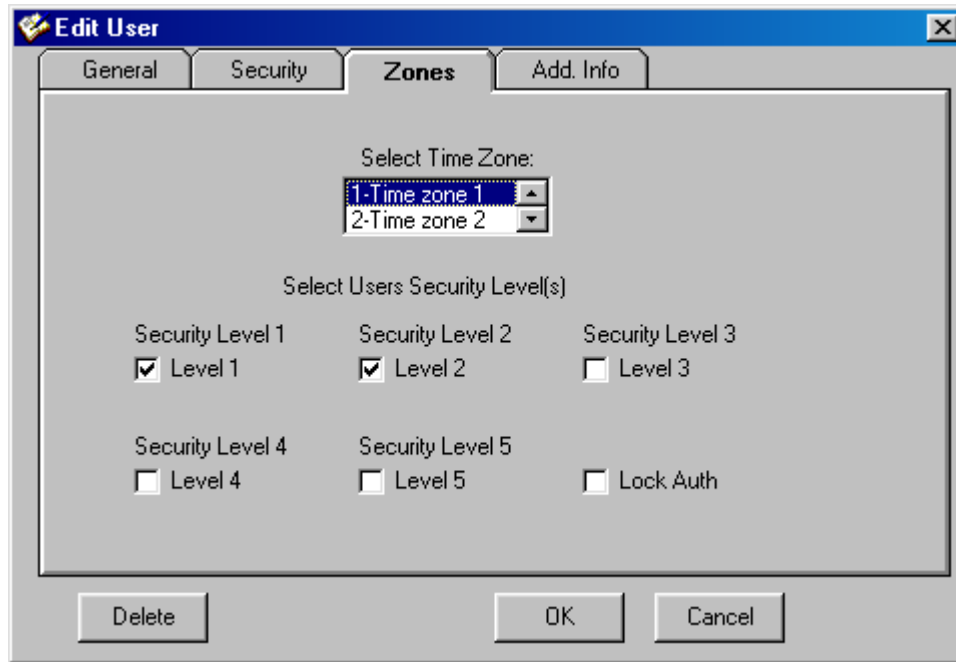 Edit User
General Security Zones Add. Info
Select Time Zone:
1-Time zone 1
2-Time zone 2
Select Users Security Level(s)
Security Level 1 Security Level 2 Security Level 3
Level 1 Level 2 Level 3
Security Level 4 Security Level 5
Level 4 Level 5 Lock Auth
Delete OK Cancel